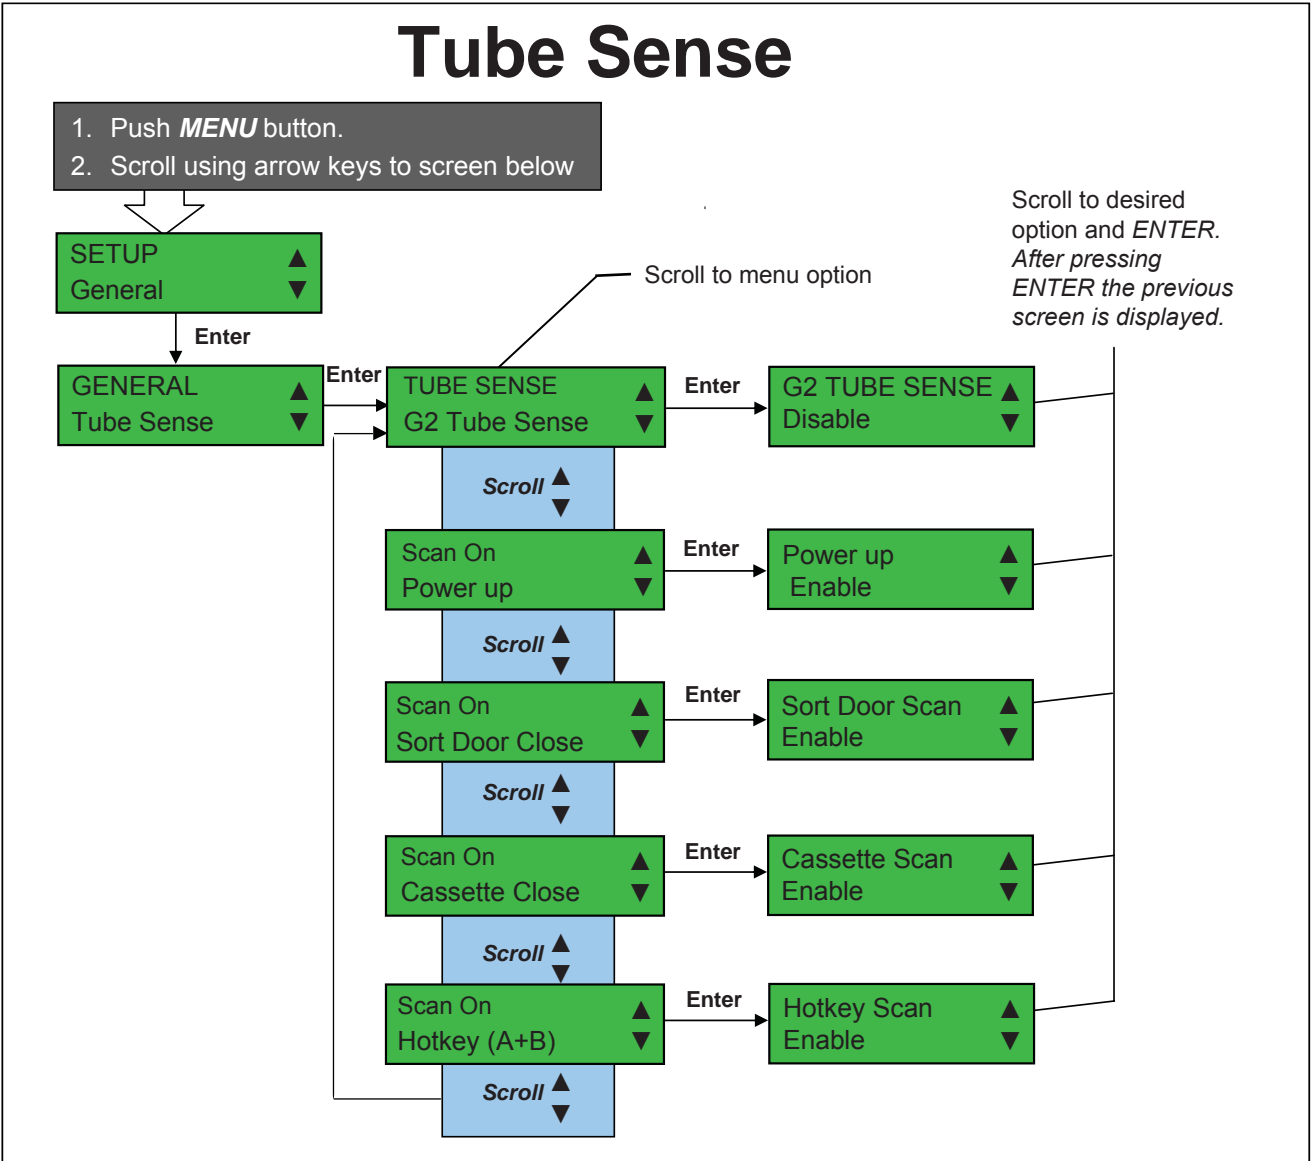 Tube Sense
1. Push MENU button.
2. Scroll using arrow keys to screen below
Scroll to desired
option and ENTER.
After pressing
ENTER the previous
screen is displayed.
SETUP
General
Scroll to menu option
Enter
GENERAL
Tube Sense
Enter
TUBE SENSE
G2 Tube Sense
Enter
G2 TUBE SENSE
Disable
Scroll
Scan On
Power up
Enter
Power up
Enable
Scroll
Scan On
Sort Door Close
Enter
Sort Door Scan
Enable
Scroll
Scan On
Cassette Close
Enter
Cassette Scan
Enable
Scroll
Scan On
Hotkey (A+B)
Enter
Hotkey Scan
Enable
Scroll